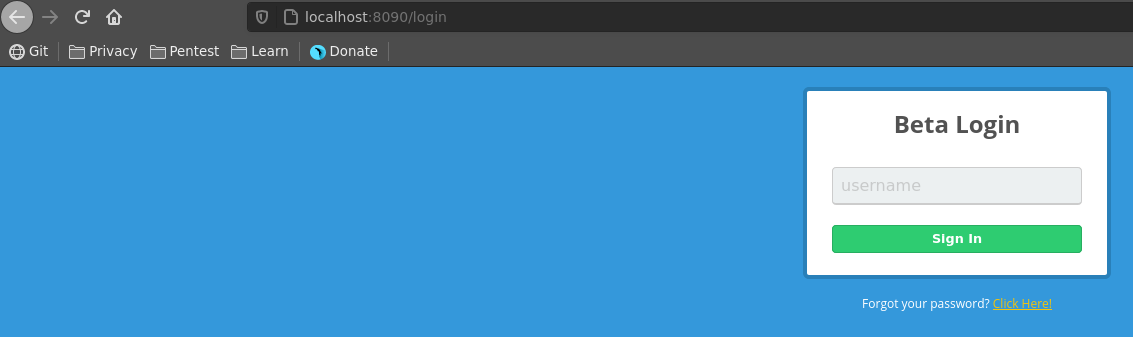 localhost:8090/login
Git Privacy Pentest Learn Donate
Beta Login
username
Sign In
Forgot your password? Click Here!